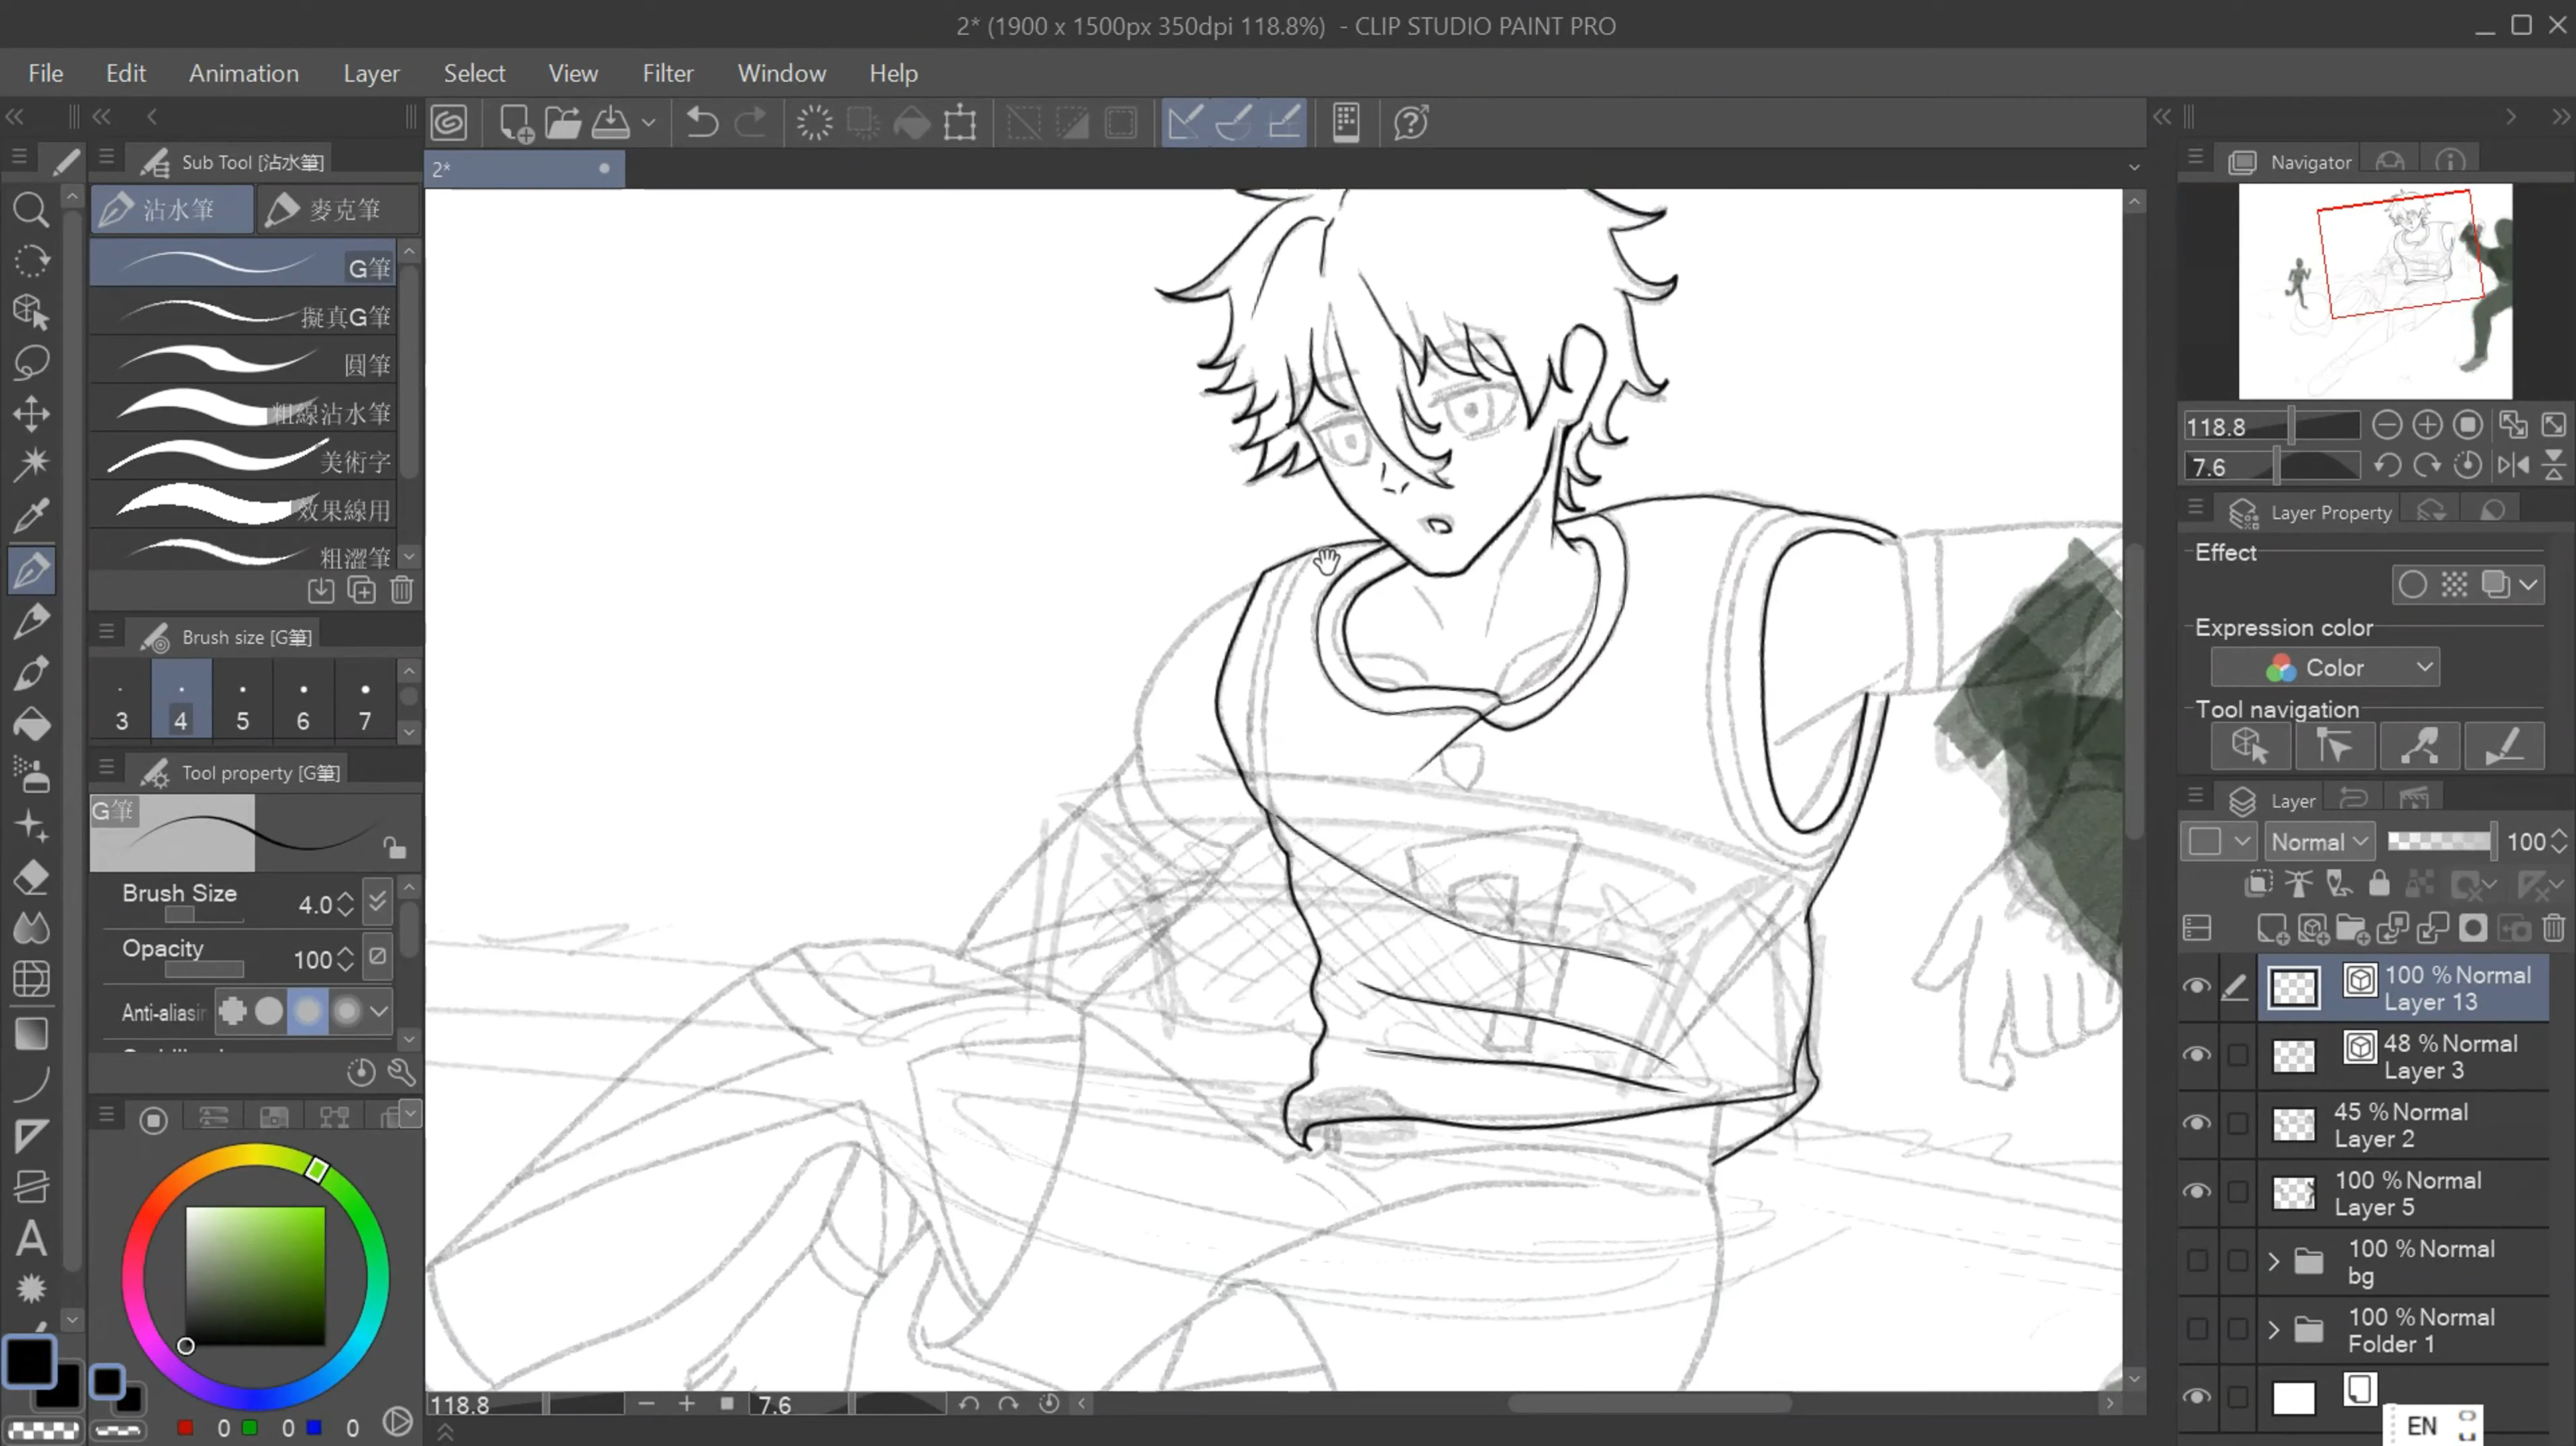 2* (1900 x 1500px 350dpi 118.8%) - CLIP STUDIO PAINT PRO
File Edit Animation Layer Select View Filter Window Help
Sub Tool [沾水筆]
2*
Navigator
沾水筆 麥克筆
G筆
擬真G筆
圓筆
粗線沾水筆
美術字
效果線用
粗澀筆
118.8
7.6
Layer Property
Effect
Expression color
Color
Tool navigation
Brush size [G筆]
3 4 5 6 7
Tool property [G筆]
G筆
Brush Size 4.0
Opacity 100
Anti-aliasin
Layer
Normal 100
100 % Normal
Layer 13
48 % Normal
Layer 3
45 % Normal
Layer 2
100 % Normal
Layer 5
100 % Normal
bg
100 % Normal
Folder 1
A
118.8 7.6
0 0 0
EN